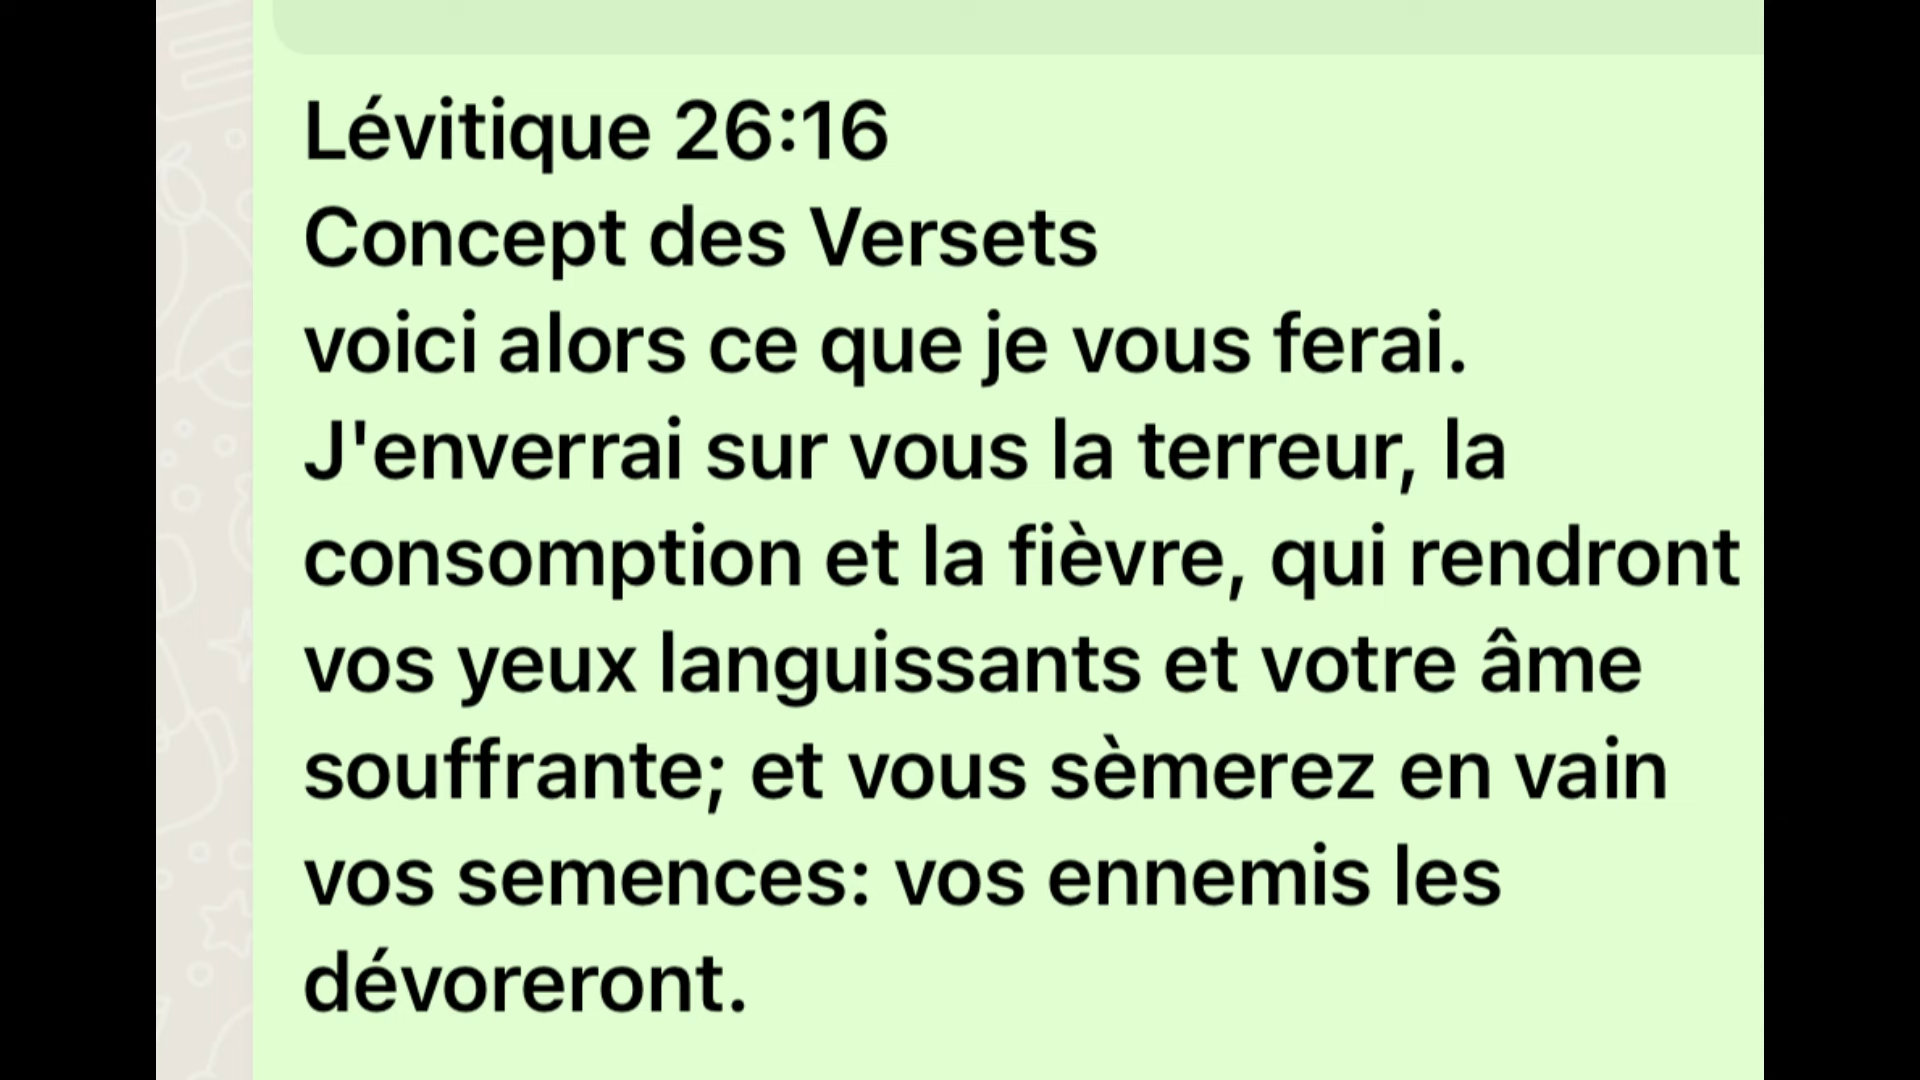 Lévitique 26:16
Concept des Versets
voici alors ce que je vous ferai.
J'enverrai sur vous la terreur, la
consomption et la fièvre, qui rendront
vos yeux languissants et votre âme
souffrante; et vous sèmerez en vain
vos semences: vos ennemis les
dévoreront.